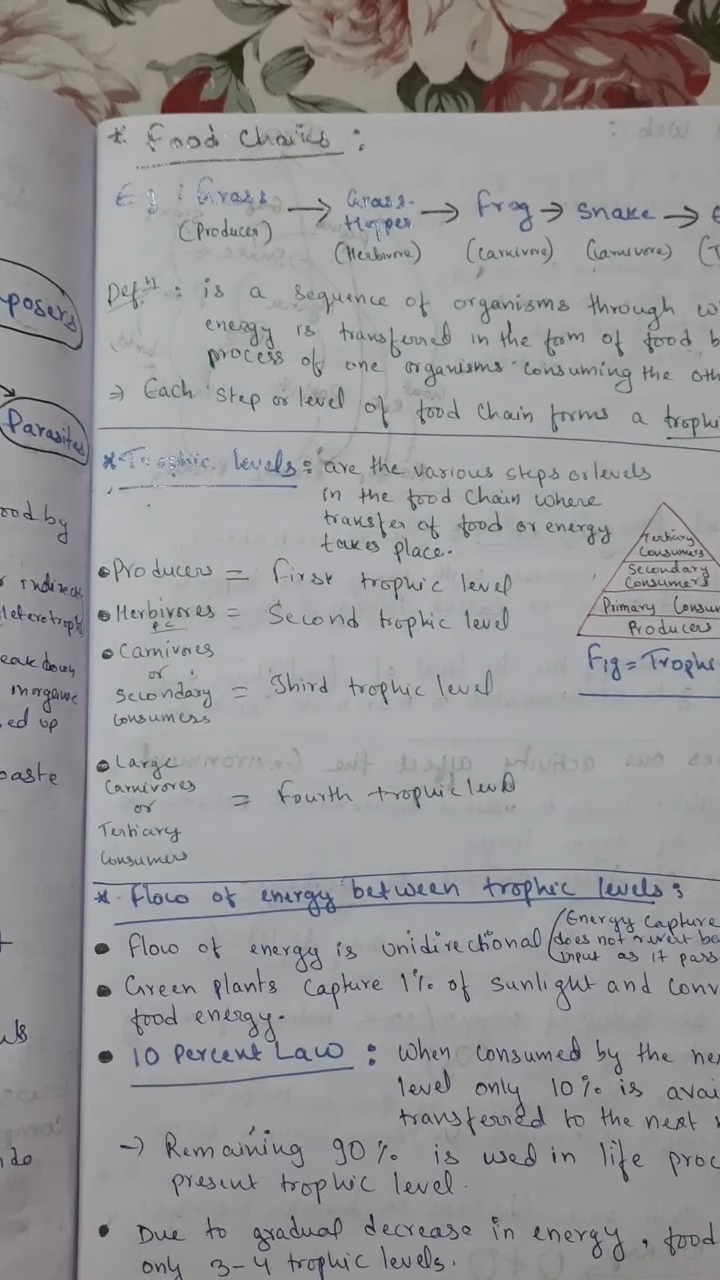 posers
Parasites
ood by
indirect
leterotroph
eak down
inorganic
ed up
oaste
* Food Chains :
Eg : Grass → Grass-hopper → Frog → Snake →
(Producer) (Herbivore) (Carnivore) (Carnivore) (T
Defⁿ : is a sequence of organisms through w
energy is transferred in the form of food b
process of one organisms consuming the oth
⇒ Each step or level of food chain forms a trophi
* Trophic levels : are the various steps or levels
in the food chain where
transfer of food or energy
takes place.
• Producers = First trophic level
• Herbivores = Second trophic level
P.C
• Carnivores
or
Secondary = Third trophic level
consumers
• Large
Carnivores
or = Fourth trophic level
Tertiary
Consumers
Tertiary
Consumers
Secondary
Consumers
Primary Consu
Producers
Fig = Trophi
* Flow of energy between trophic levels :
• Flow of energy is unidirectional (Energy capture
does not revert ba
input as it pass
• Green plants capture 1% of sunlight and conv
food energy.
• 10 Percent Law : When consumed by the ne
level only 10% is avai
transferred to the next
→ Remaining 90% is used in life proc
present trophic level.
• Due to gradual decrease in energy, food
only 3-4 trophic levels.